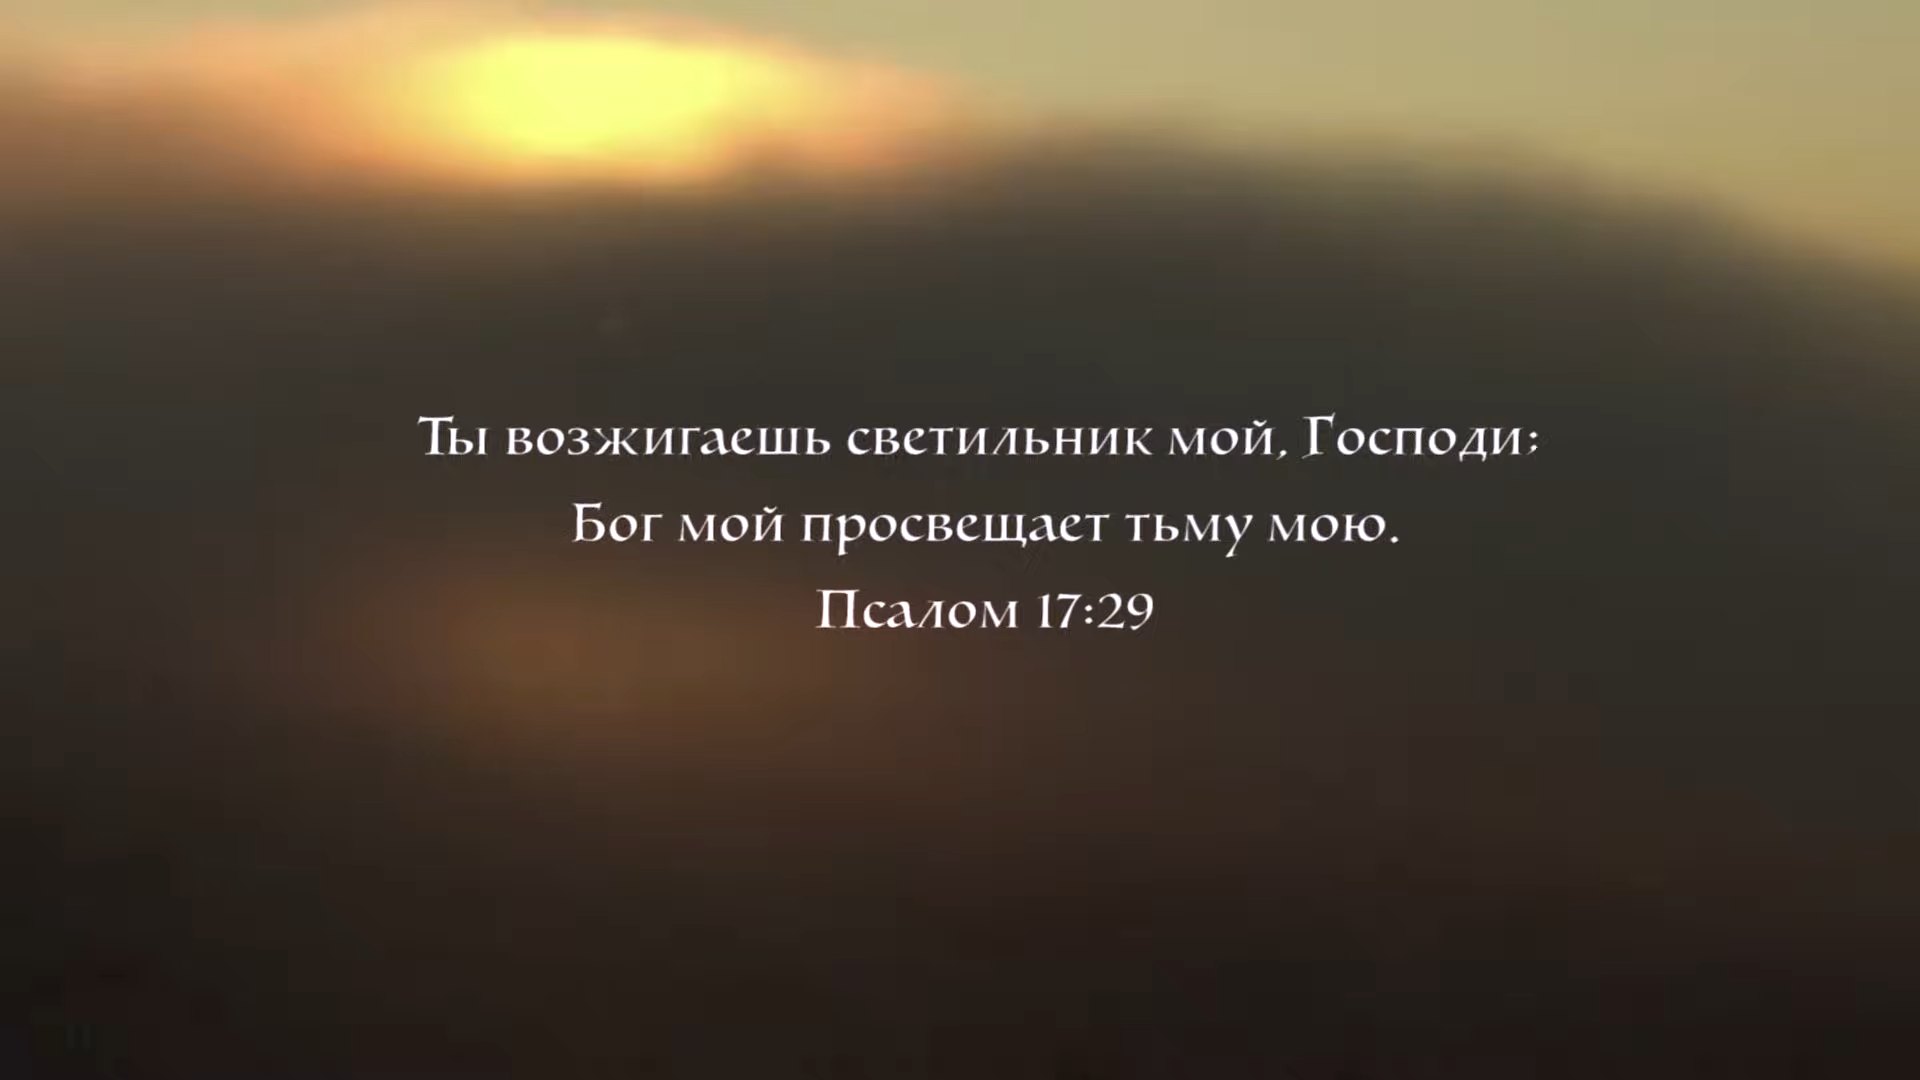 Ты возжигаешь светильник мой, Господи;
Бог мой просвещает тьму мою.
Псалом 17:29